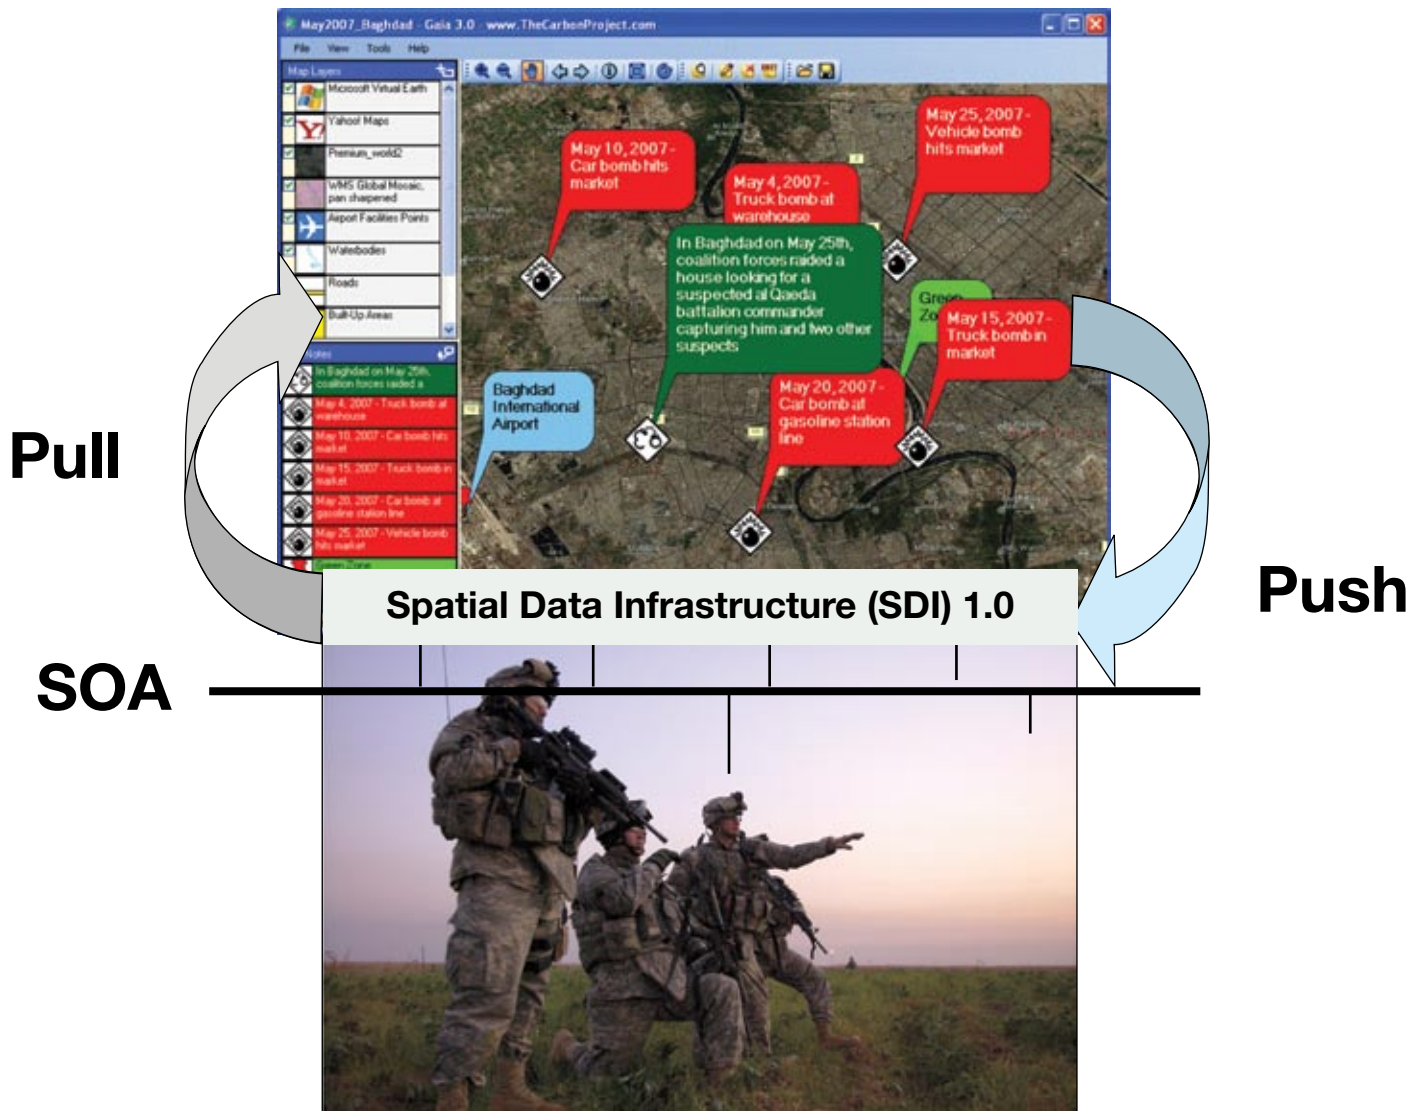 May2007_Baghdad - Gaia 3.0 - www.TheCarbonProject.com
File View Tools Help
Map Layers
Microsoft Virtual Earth
Yahoo! Maps
Premium_world2
WMS Global Mosaic,
pan sharpened
Airport Facilities Points
Waterbodies
Roads
Built-Up Areas
Notes
In Baghdad on May 25th,
coalition forces raided a
May 4, 2007 - Truck bomb at
warehouse
May 10, 2007 - Car bomb hits
market
May 15, 2007 - Truck bomb in
market
May 20, 2007 - Car bomb at
gasoline station line
May 25, 2007 - Vehicle bomb
hits market
Green Zone
May 10, 2007-
Car bomb hits
market
May 4, 2007-
Truck bomb at
warehouse
May 25, 2007-
Vehicle bomb
hits market
In Baghdad on May 25th,
coalition forces raided a
house looking for a
suspected al Qaeda
battalion commander
capturing him and two other
suspects
Green
Zo
May 15, 2007-
Truck bomb in
market
May 20, 2007-
Car bomb at
gasoline station
line
Baghdad
International
Airport
Pull
Push
Spatial Data Infrastructure (SDI) 1.0
SOA